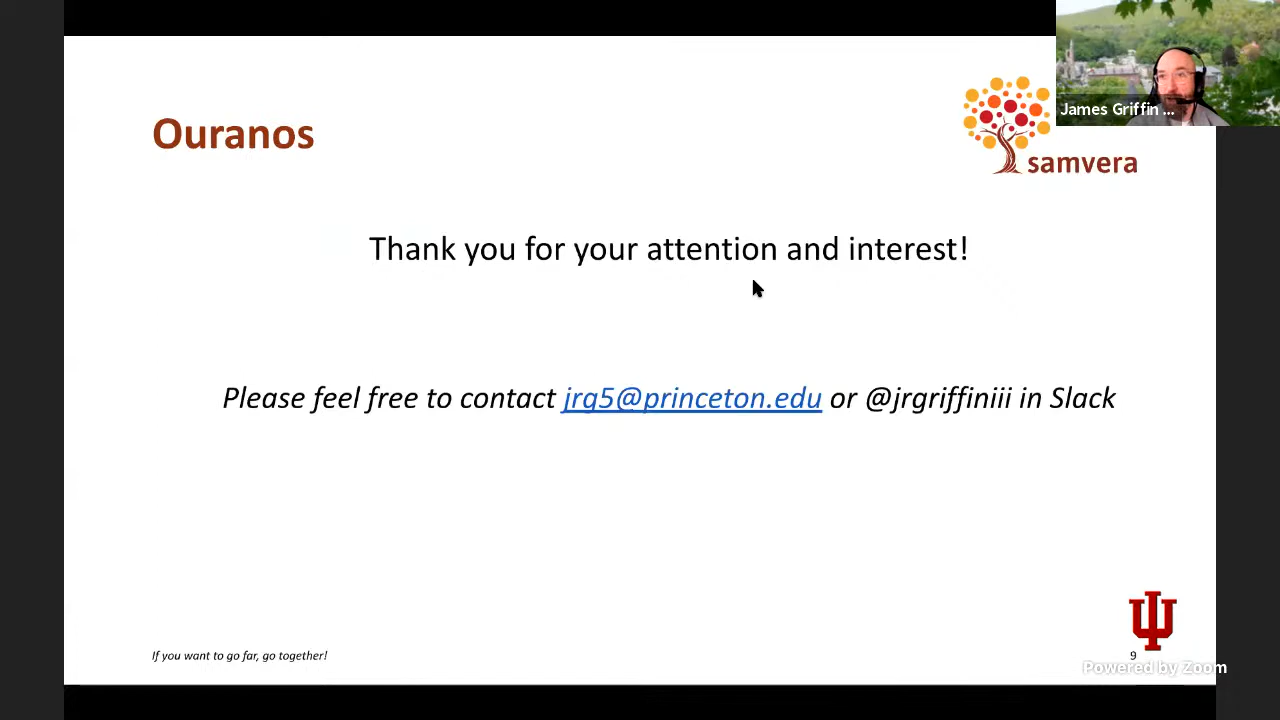 James Griffin ...
Ouranos
samvera
Thank you for your attention and interest!
Please feel free to contact jrg5@princeton.edu or @jrgriffiniii in Slack
If you want to go far, go together!
9
Powered by Zoom